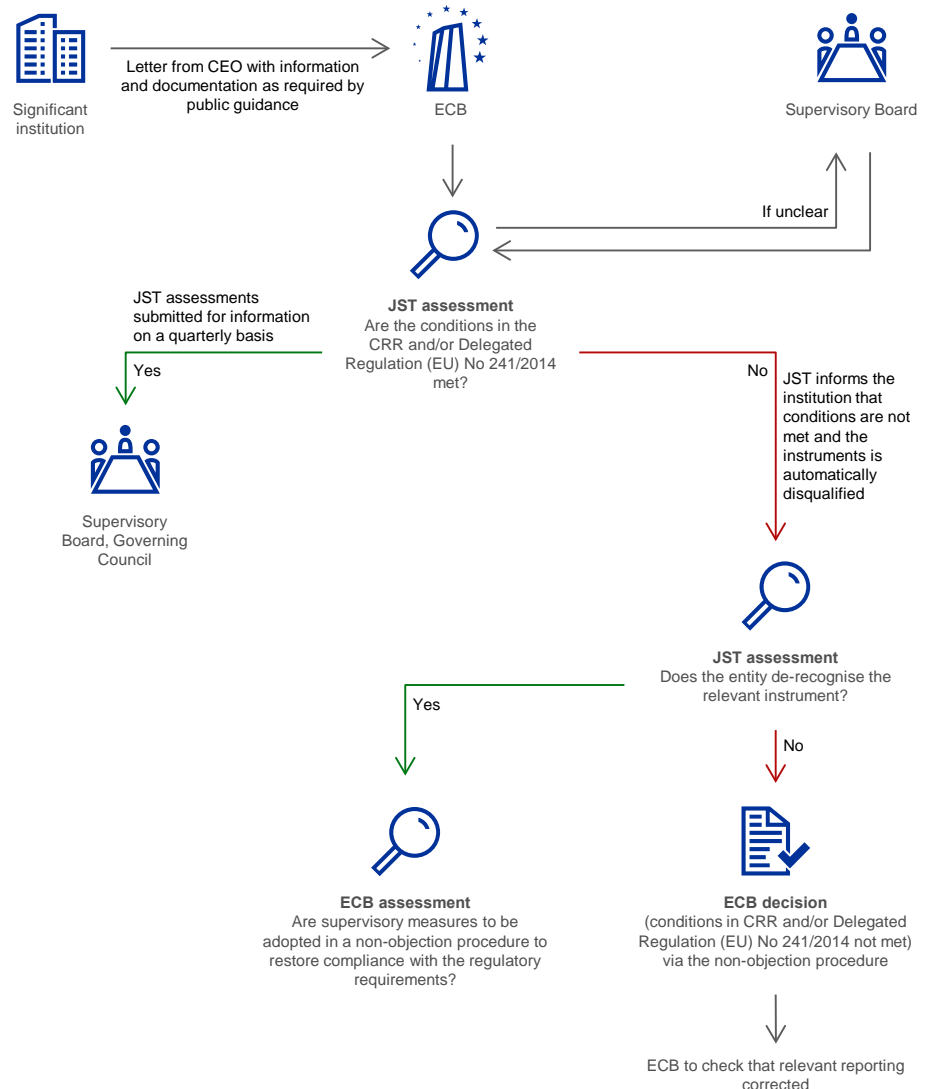 Significant
institution
Letter from CEO with information
and documentation as required by
public guidance
ECB
Supervisory Board
If unclear
JST assessment
Are the conditions in the
CRR and/or Delegated
Regulation (EU) No 241/2014
met?
JST assessments
submitted for information
on a quarterly basis
Yes
Supervisory
Board, Governing
Council
No
JST informs the
institution that
conditions are not
met and the
instruments is
automatically
disqualified
JST assessment
Does the entity de-recognise the
relevant instrument?
Yes
No
ECB assessment
Are supervisory measures to be
adopted in a non-objection procedure to
restore compliance with the regulatory
requirements?
ECB decision
(conditions in CRR and/or Delegated
Regulation (EU) No 241/2014 not met)
via the non-objection procedure
ECB to check that relevant reporting
corrected